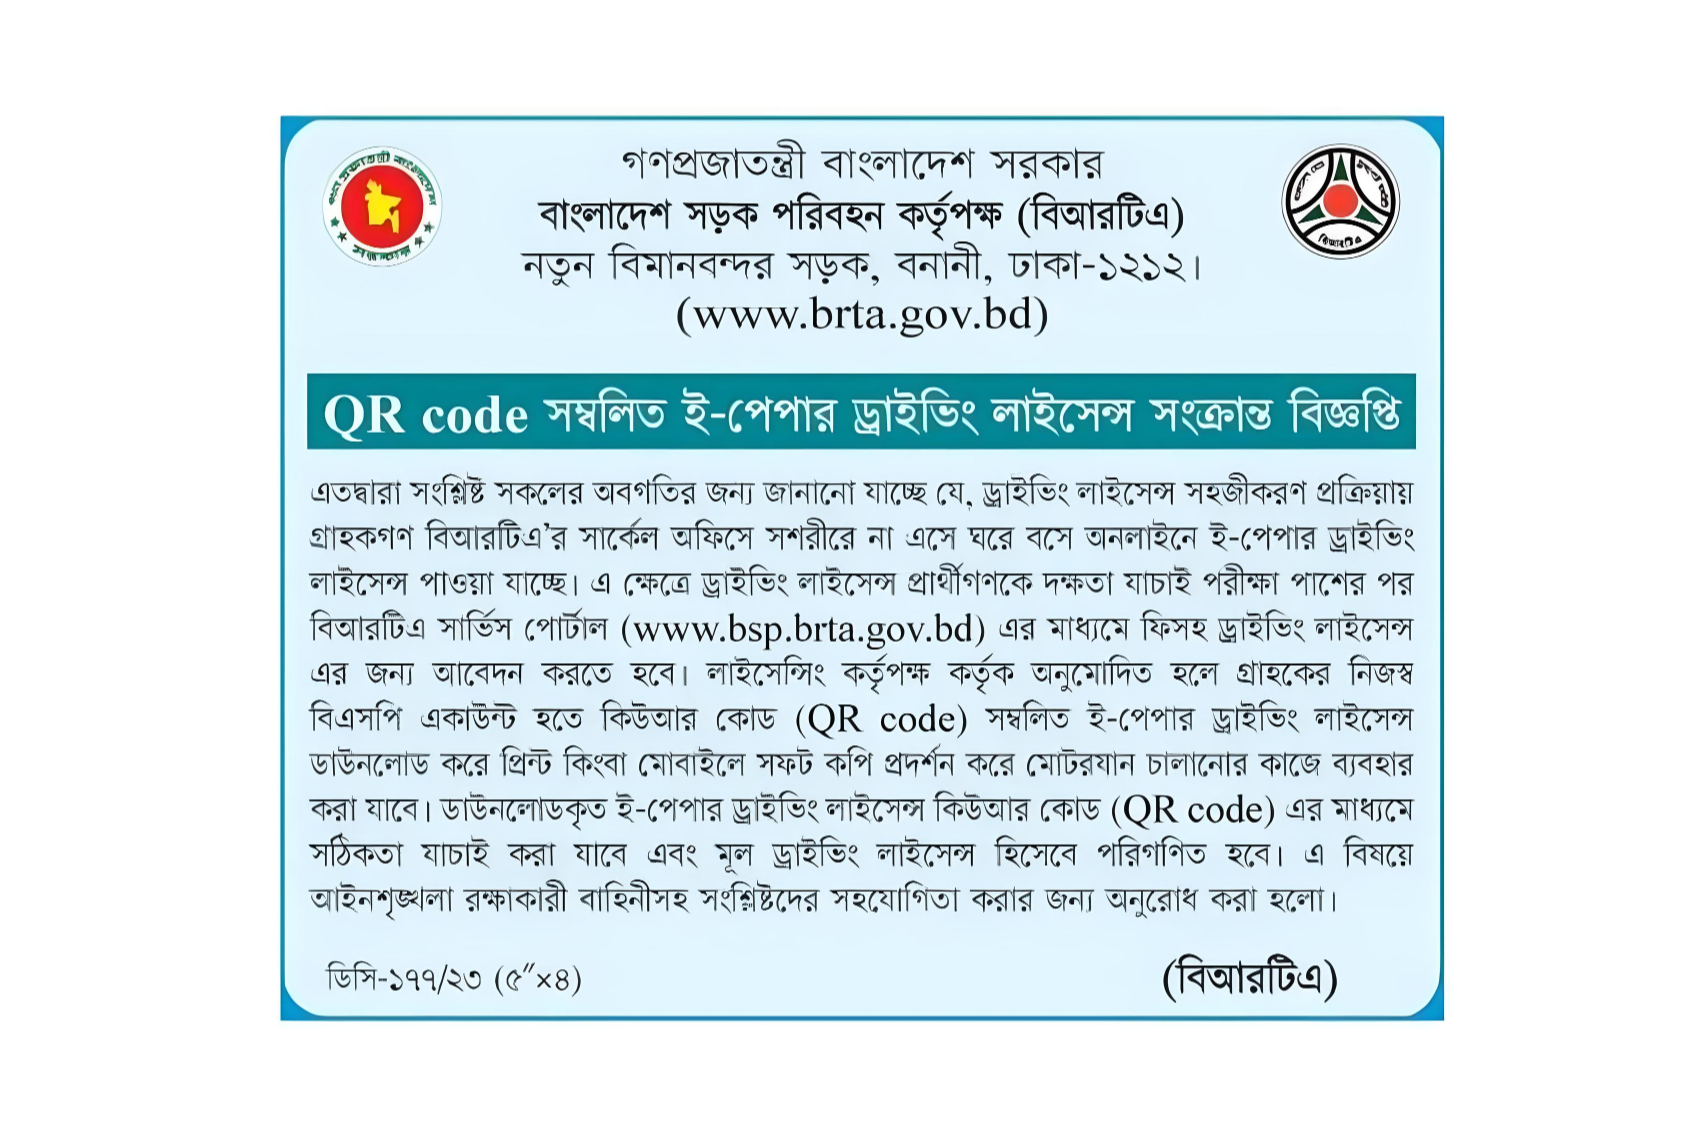 গণপ্রজাতন্ত্রী বাংলাদেশ সরকার
বাংলাদেশ সড়ক পরিবহন কর্তৃপক্ষ (বিআরটিএ)
নতুন বিমানবন্দর সড়ক, বনানী, ঢাকা-১২১২।
(www.brta.gov.bd)
QR code সম্বলিত ই-পেপার ড্রাইভিং লাইসেন্স সংক্রান্ত বিজ্ঞপ্তি
এতদ্বারা সংশ্লিষ্ট সকলের অবগতির জন্য জানানো যাচ্ছে যে, ড্রাইভিং লাইসেন্স সহজীকরণ প্রক্রিয়ায়
গ্রাহকগণ বিআরটিএ’র সার্কেল অফিসে সশরীরে না এসে ঘরে বসে অনলাইনে ই-পেপার ড্রাইভিং
লাইসেন্স পাওয়া যাচ্ছে। এ ক্ষেত্রে ড্রাইভিং লাইসেন্স প্রার্থীগণকে দক্ষতা যাচাই পরীক্ষা পাশের পর
বিআরটিএ সার্ভিস পোর্টাল (www.bsp.brta.gov.bd) এর মাধ্যমে ফিসহ ড্রাইভিং লাইসেন্স
এর জন্য আবেদন করতে হবে। লাইসেন্সিং কর্তৃপক্ষ কর্তৃক অনুমোদিত হলে গ্রাহকের নিজস্ব
বিএসপি একাউন্ট হতে কিউআর কোড (QR code) সম্বলিত ই-পেপার ড্রাইভিং লাইসেন্স
ডাউনলোড করে প্রিন্ট কিংবা মোবাইলে সফট কপি প্রদর্শন করে মোটরযান চালানোর কাজে ব্যবহার
করা যাবে। ডাউনলোডকৃত ই-পেপার ড্রাইভিং লাইসেন্স কিউআর কোড (QR code) এর মাধ্যমে
সঠিকতা যাচাই করা যাবে এবং মূল ড্রাইভিং লাইসেন্স হিসেবে পরিগণিত হবে। এ বিষয়ে
আইনশৃঙ্খলা রক্ষাকারী বাহিনীসহ সংশ্লিষ্টদের সহযোগিতা করার জন্য অনুরোধ করা হলো।
ডিসি-১৭৭/২৩ (৫″×৪)
(বিআরটিএ)